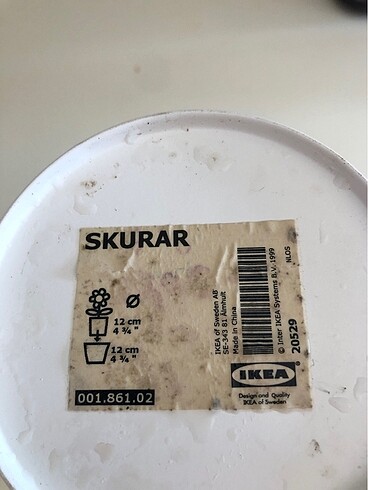 SKURAR
Ø
12 cm
4 ¾ "
+
12 cm
4 ¾ "
001.861.02
IKEA of Sweden AB
SE-343 81 Älmhult
Made in China
© Inter IKEA Systems B.V. 1999
NLOS
20529
IKEA
®
Design and Quality
IKEA of Sweden